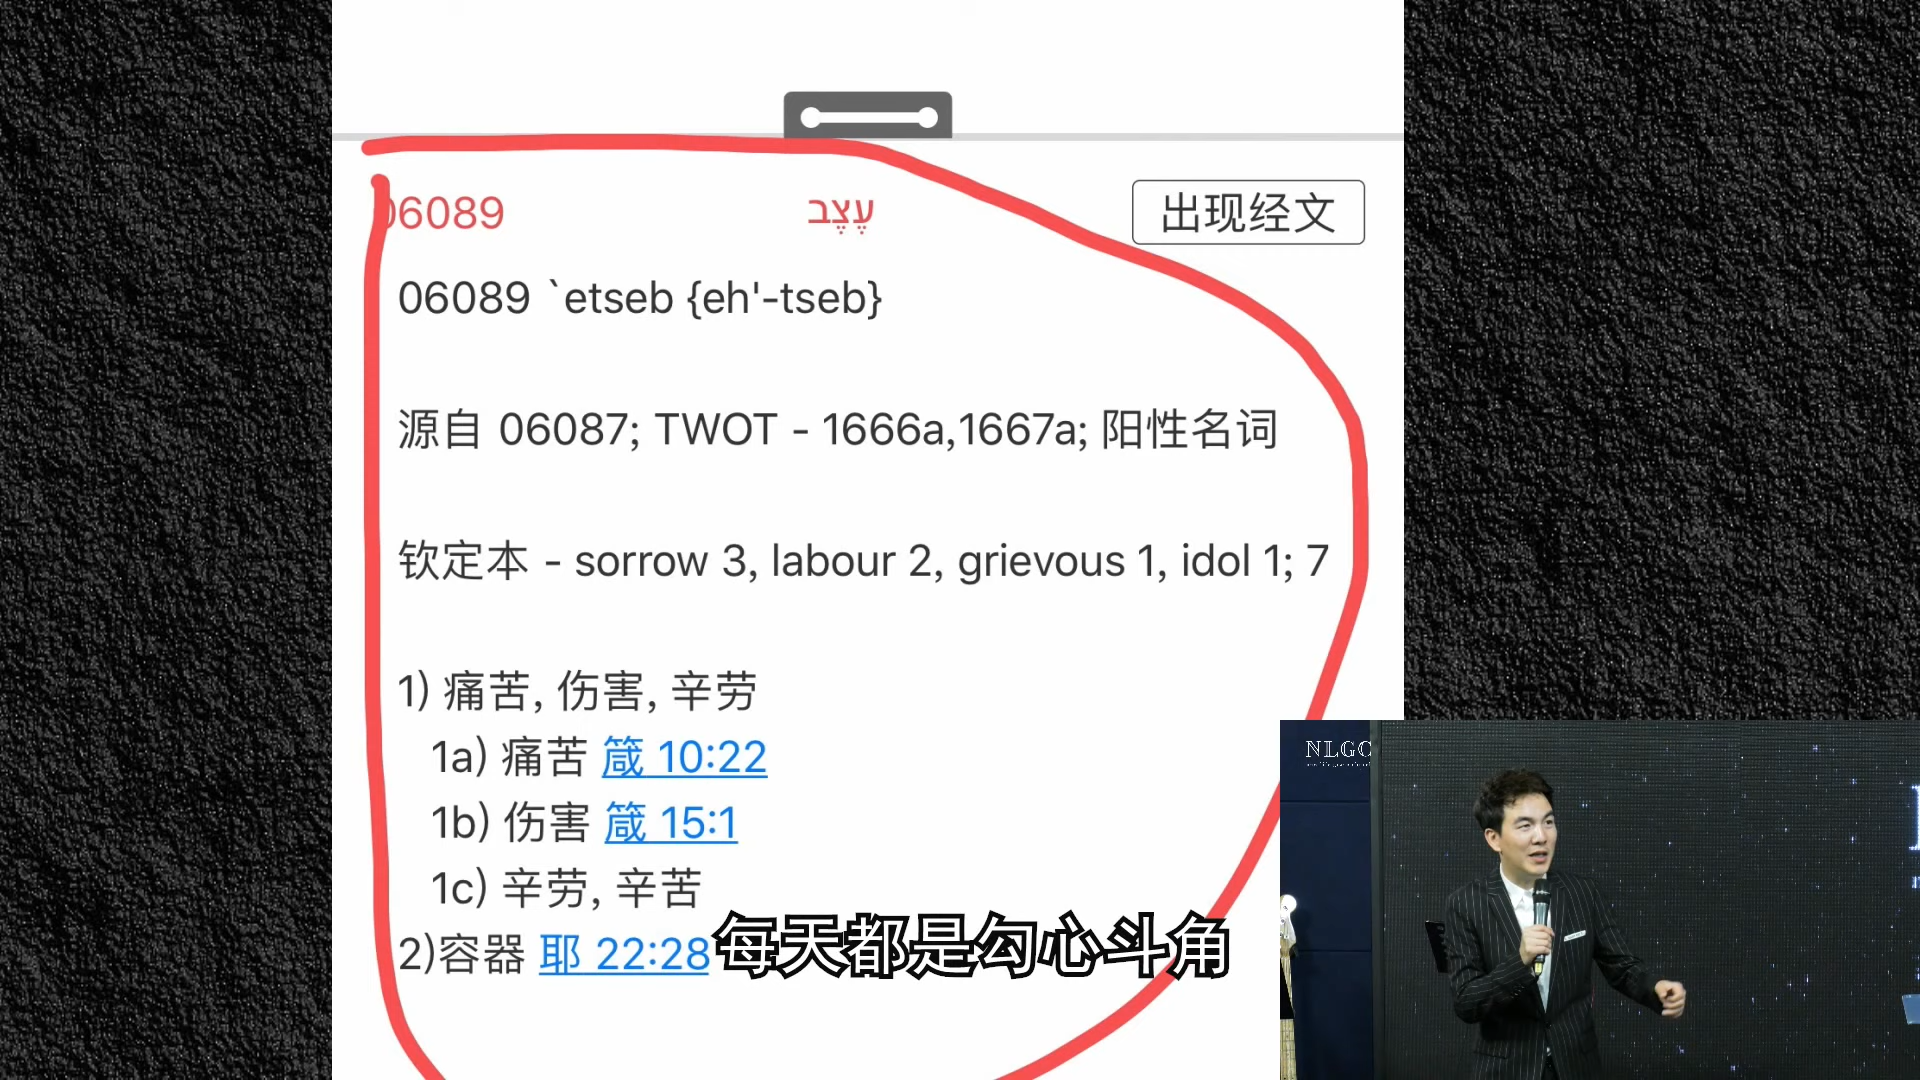 06089 עֶצֶב 出现经文
06089 `etseb {eh'-tseb}
源自 06087; TWOT - 1666a,1667a; 阳性名词
钦定本 - sorrow 3, labour 2, grievous 1, idol 1; 7
1) 痛苦, 伤害, 辛劳
1a) 痛苦 箴 10:22
1b) 伤害 箴 15:1
1c) 辛劳, 辛苦
2)容器 耶 22:28
每天都是勾心斗角
NLGC